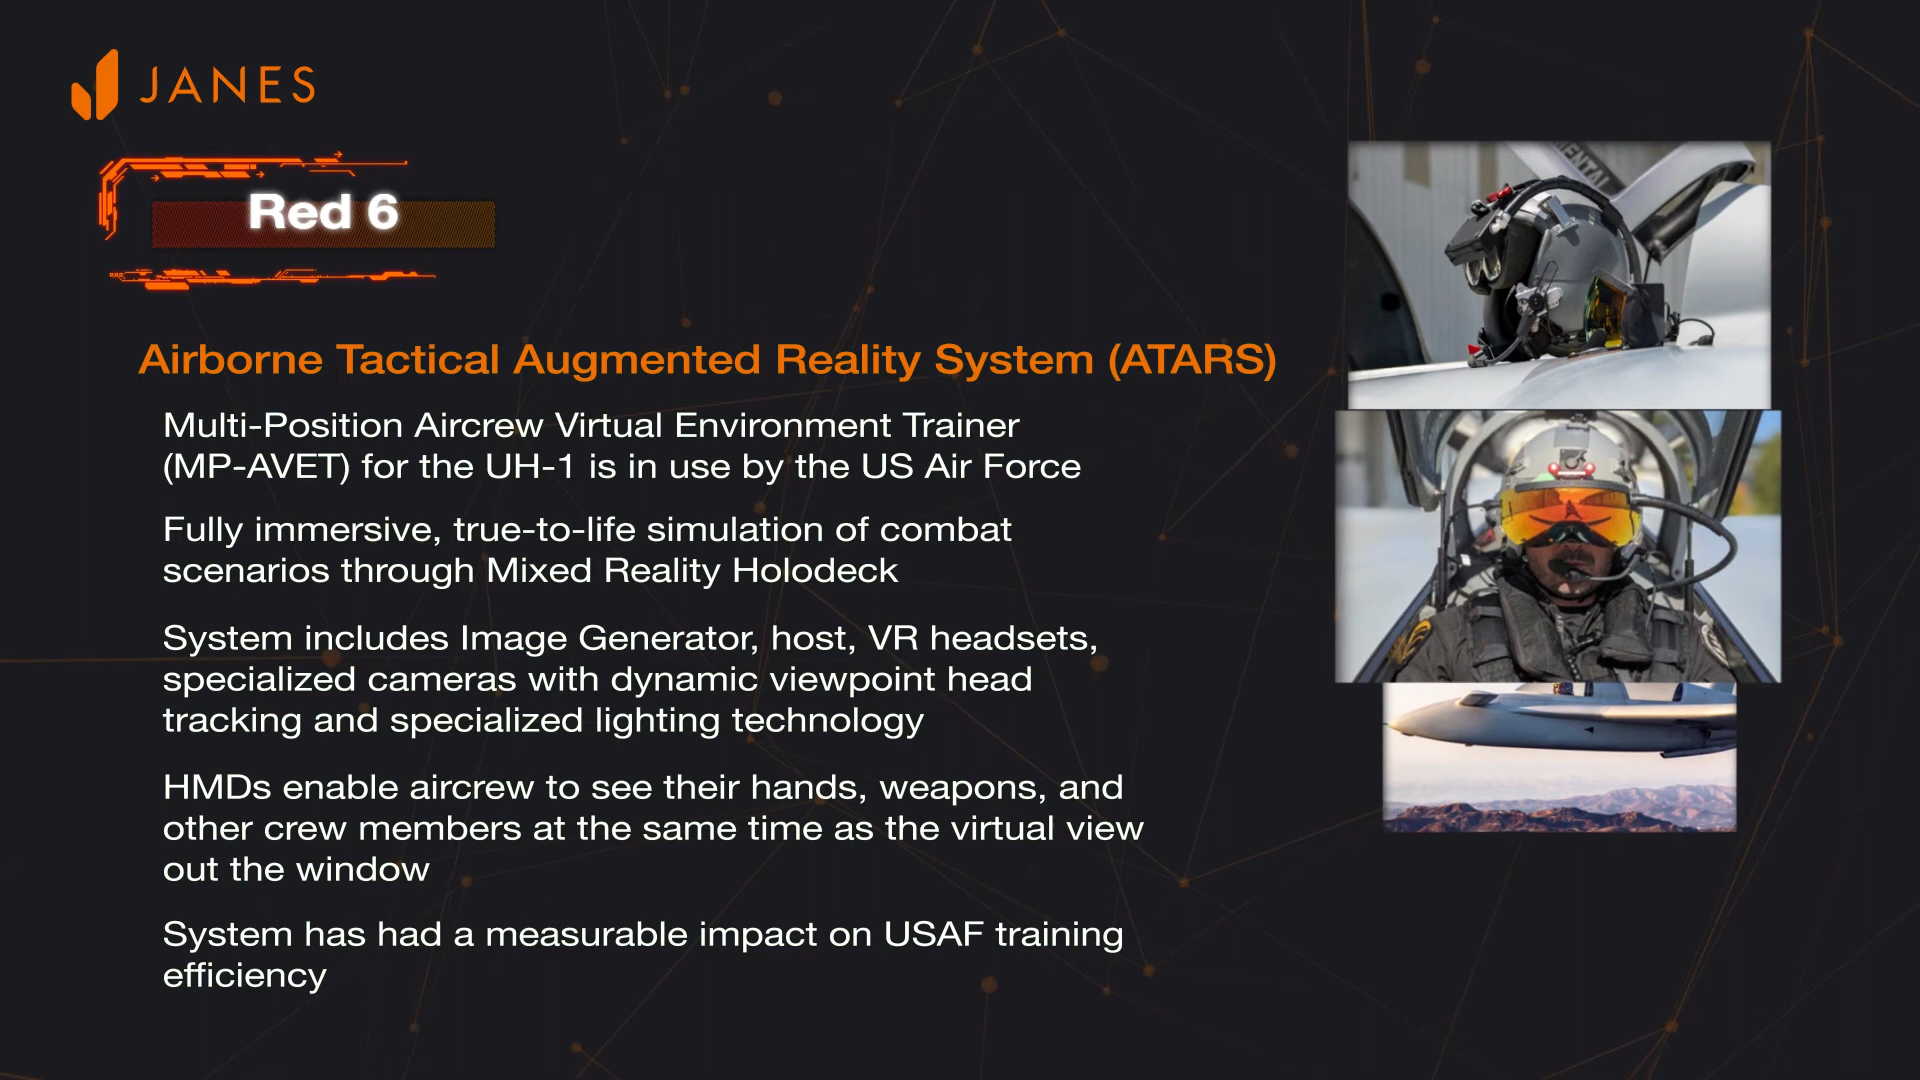 JANES
Red 6
Airborne Tactical Augmented Reality System (ATARS)
Multi-Position Aircrew Virtual Environment Trainer
(MP-AVET) for the UH-1 is in use by the US Air Force
Fully immersive, true-to-life simulation of combat
scenarios through Mixed Reality Holodeck
System includes Image Generator, host, VR headsets,
specialized cameras with dynamic viewpoint head
tracking and specialized lighting technology
HMDs enable aircrew to see their hands, weapons, and
other crew members at the same time as the virtual view
out the window
System has had a measurable impact on USAF training
efficiency